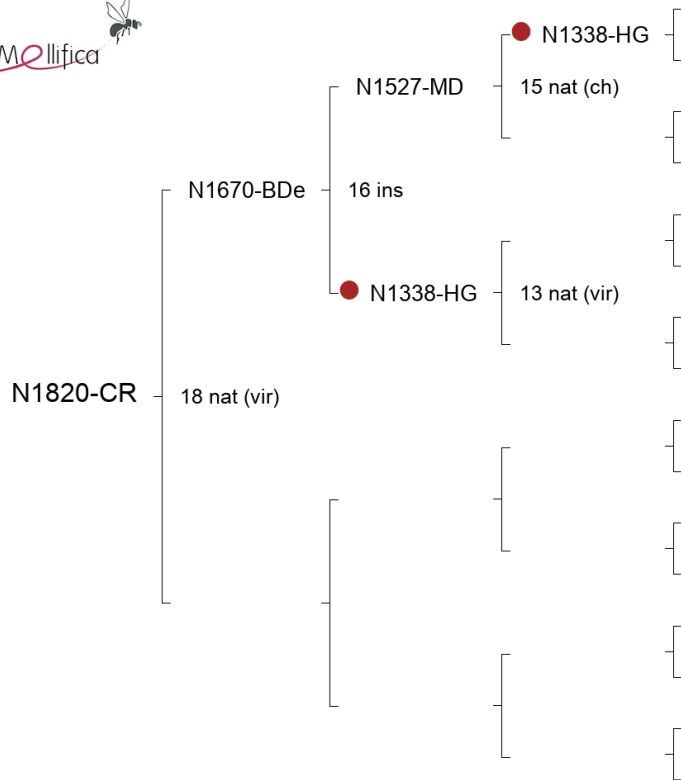 Mellifica
N1338-HG
N1527-MD
15 nat (ch)
N1670-BDe
16 ins
N1338-HG
13 nat (vir)
N1820-CR
18 nat (vir)